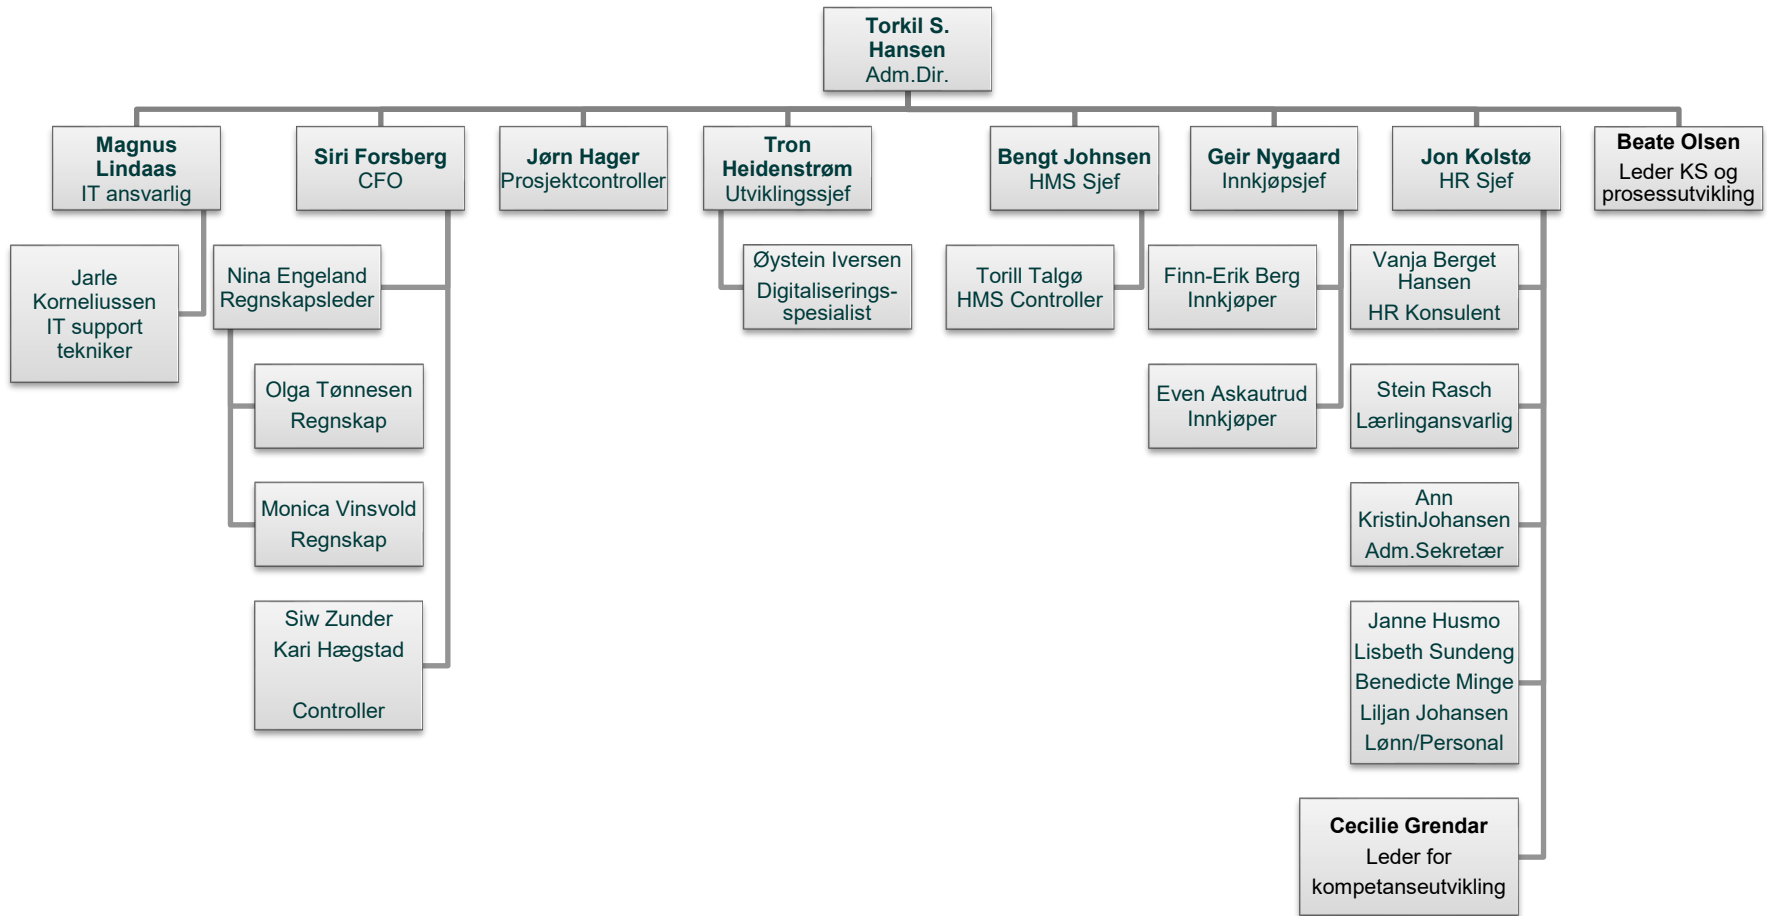 Torkil S.
Hansen
Adm.Dir.
Magnus
Lindaas
IT ansvarlig
Siri Forsberg
CFO
Jørn Hager
Prosjektcontroller
Tron
Heidenstrøm
Utviklingssjef
Bengt Johnsen
HMS Sjef
Geir Nygaard
Innkjøpsjef
Jon Kolstø
HR Sjef
Beate Olsen
Leder KS og
prosessutvikling
Jarle
Korneliussen
IT support
tekniker
Nina Engeland
Regnskapsleder
Olga Tønnesen
Regnskap
Monica Vinsvold
Regnskap
Siw Zunder
Kari Hægstad
Controller
Øystein Iversen
Digitaliserings-
spesialist
Torill Talgø
HMS Controller
Finn-Erik Berg
Innkjøper
Even Askautrud
Innkjøper
Vanja Berget
Hansen
HR Konsulent
Stein Rasch
Lærlingansvarlig
Ann
KristinJohansen
Adm.Sekretær
Janne Husmo
Lisbeth Sundeng
Benedicte Minge
Liljan Johansen
Lønn/Personal
Cecilie Grendar
Leder for
kompetanseutvikling